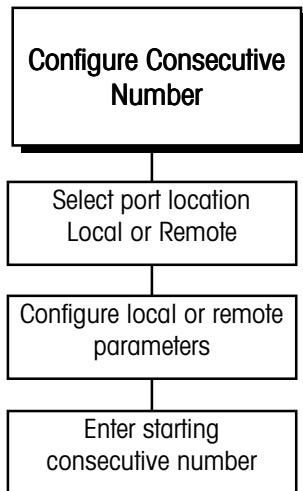 Configure Consecutive
Number
Select port location
Local or Remote
Configure local or remote
parameters
Enter starting
consecutive number